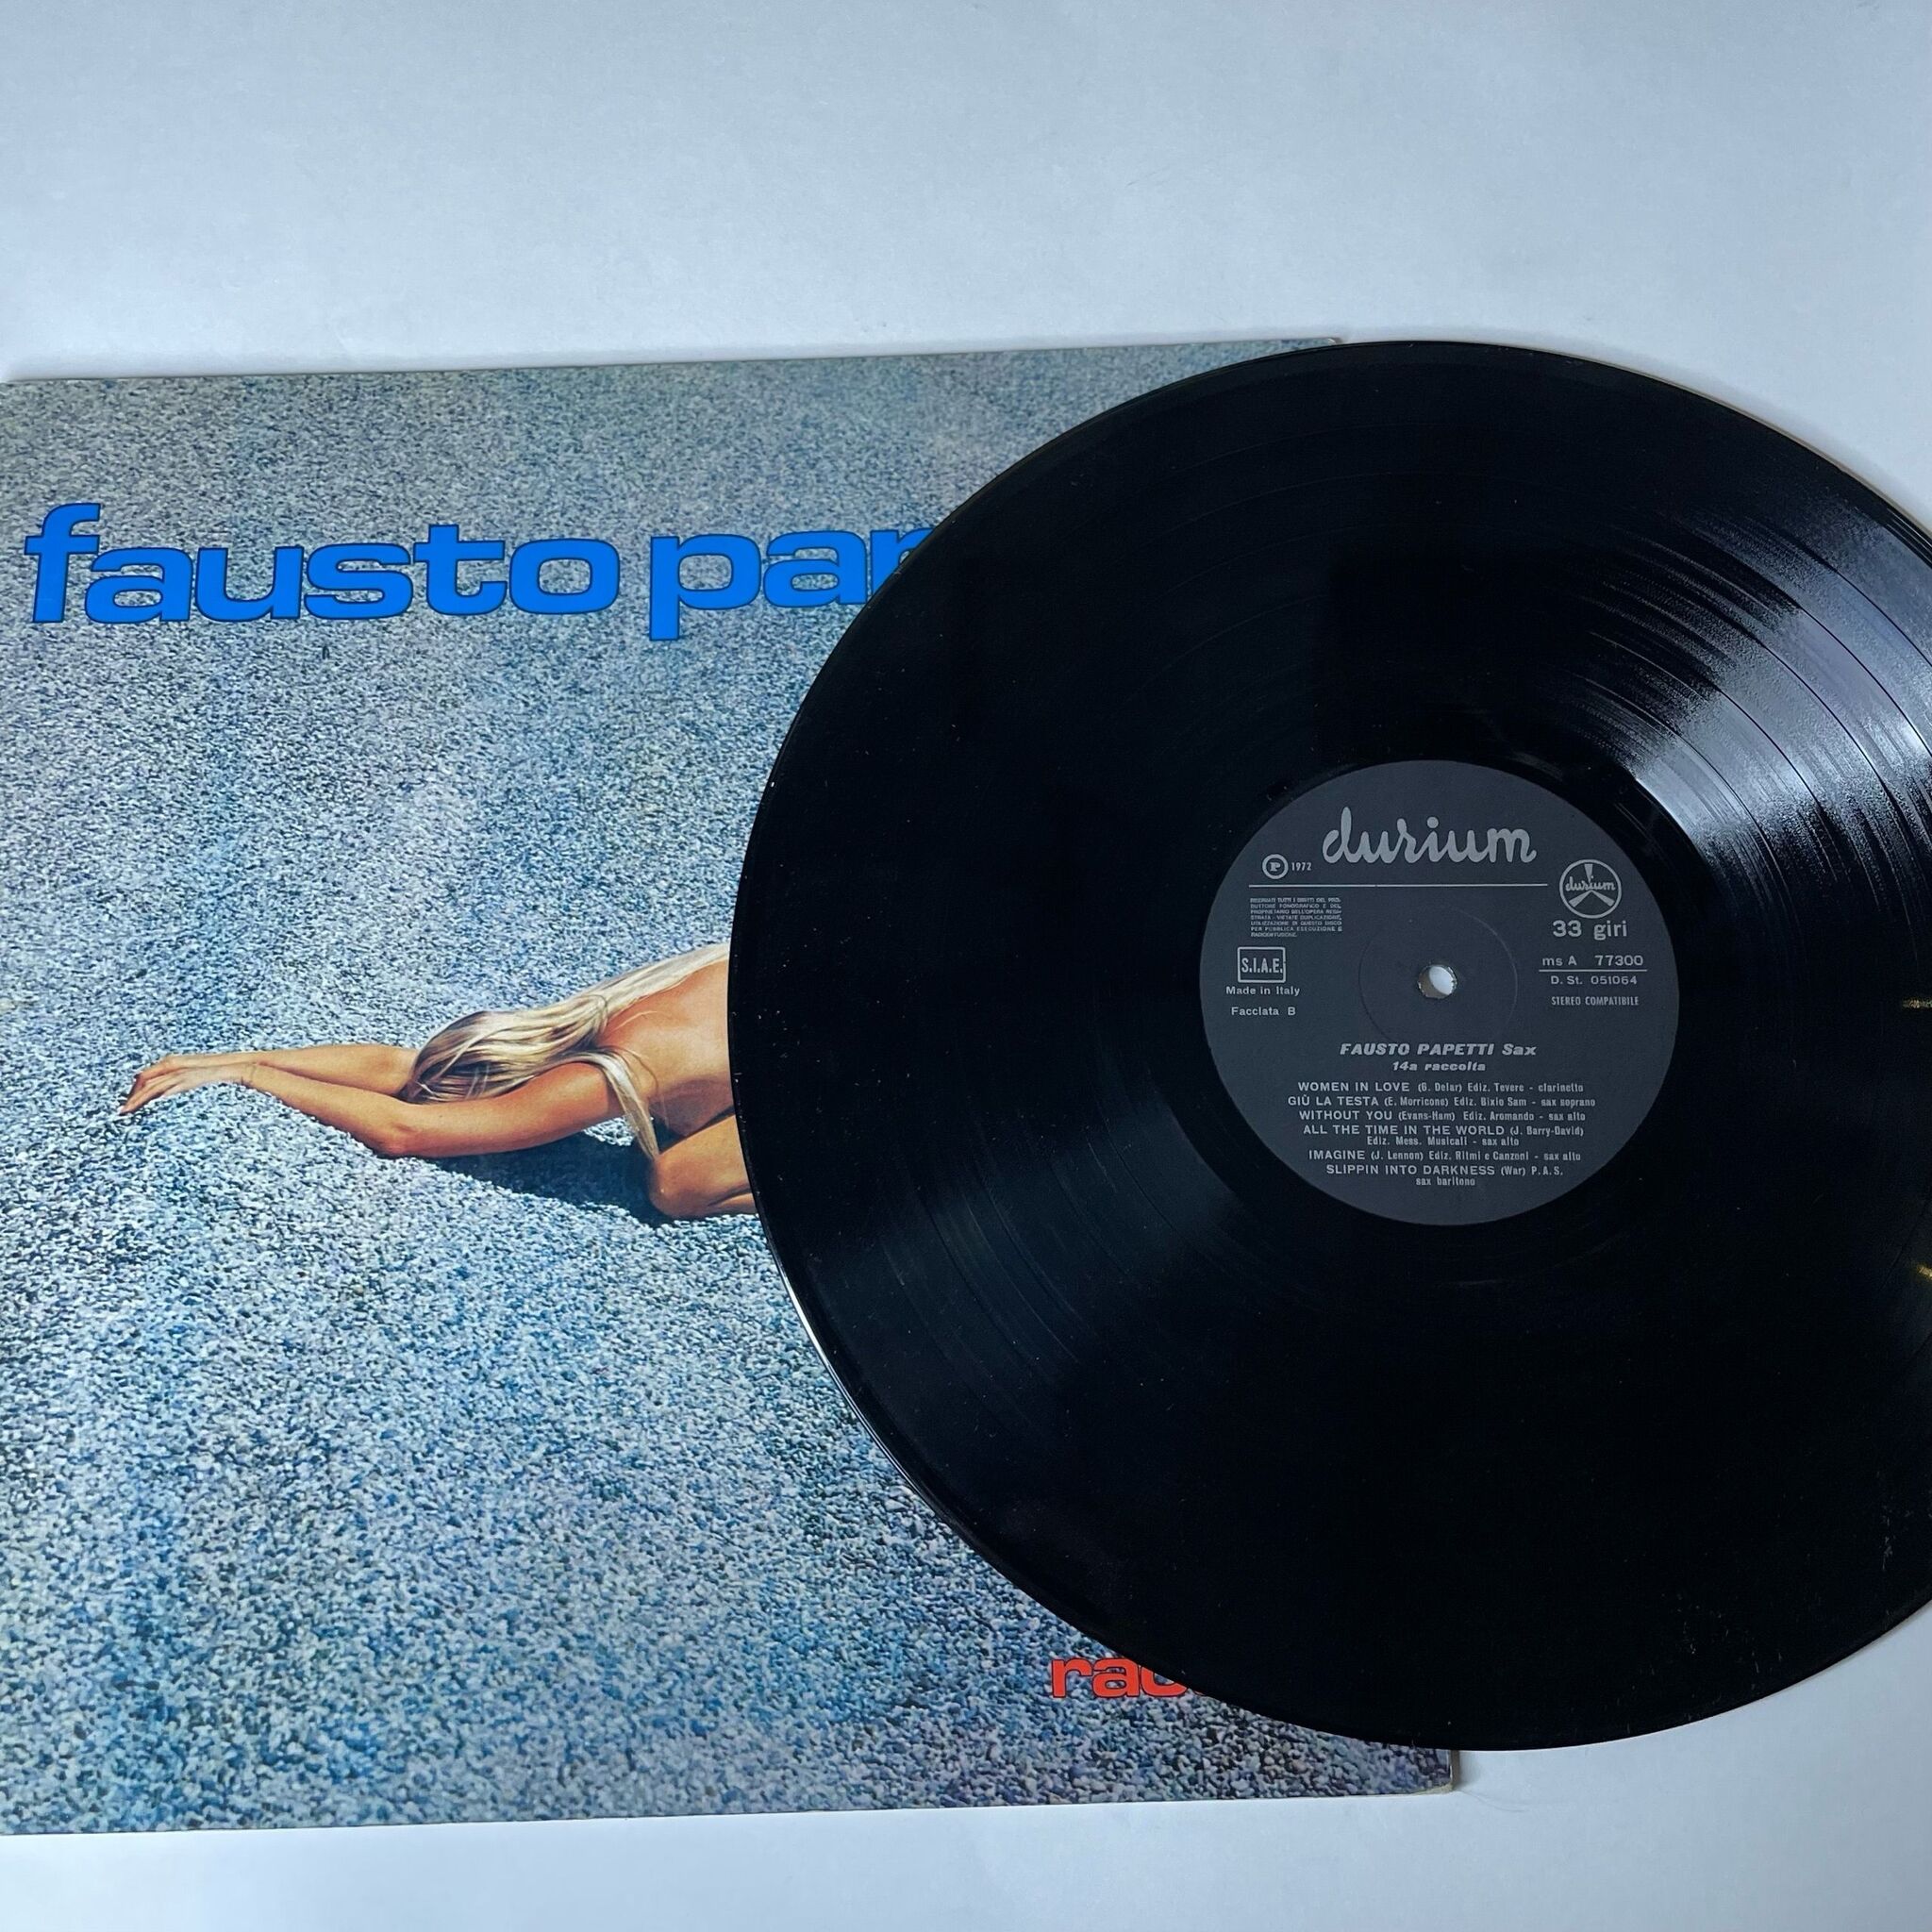 fausto pap
durium
P 1972
durium
RISERVATI TUTTI I DIRITTI DEL PRO-
DUTTORE FONOGRAFICO E DEL
PROPRIETARIO DELL'OPERA REGI-
STRATA - VIETATE DUPLICAZIONE,
UTILIZZAZIONE DI QUESTO DISCO
PER PUBBLICA ESECUZIONE E
RADIODIFFUSIONE.
33 giri
S.I.A.E.
ms A 77300
D. St. 051064
Made in Italy
STEREO COMPATIBILE
Facciata B
FAUSTO PAPETTI Sax
14a raccolta
WOMEN IN LOVE (G. Delar) Ediz. Tevere - clarinetto
GIÙ LA TESTA (E. Morricone) Ediz. Bixio Sam - sax soprano
WITHOUT YOU (Evans-Ham) Ediz. Aromando - sax alto
ALL THE TIME IN THE WORLD (J. Barry-David)
Ediz. Mess. Musicali - sax alto
IMAGINE (J. Lennon) Ediz. Ritmi e Canzoni - sax alto
SLIPPIN INTO DARKNESS (War) P.A.S.
sax baritono
rac